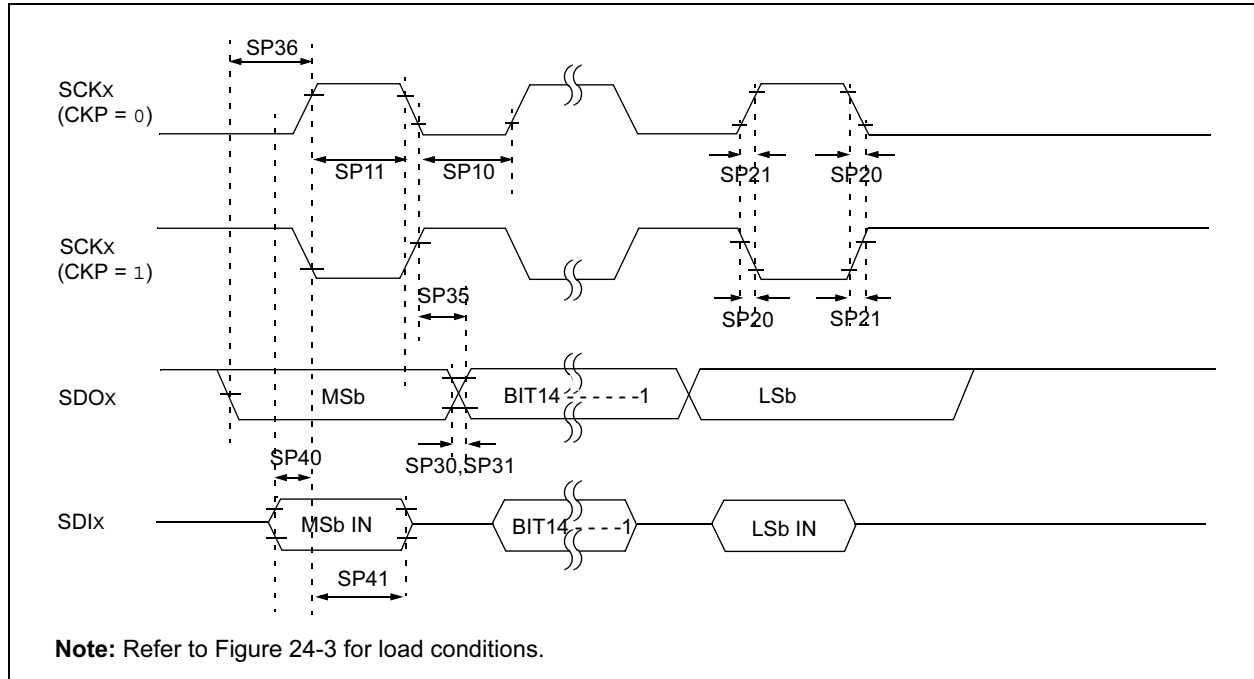 SP36
SCKx
(CKP = 0)
SP11
SP10
SP21
SP20
SCKx
(CKP = 1)
SP35
SP20
SP21
SDOx
MSb
BIT14 - - - - - -1
LSb
SP40
SP30,SP31
SDIx
MSb IN
BIT14 - - - - -1
LSb IN
SP41
Note: Refer to Figure 24-3 for load conditions.